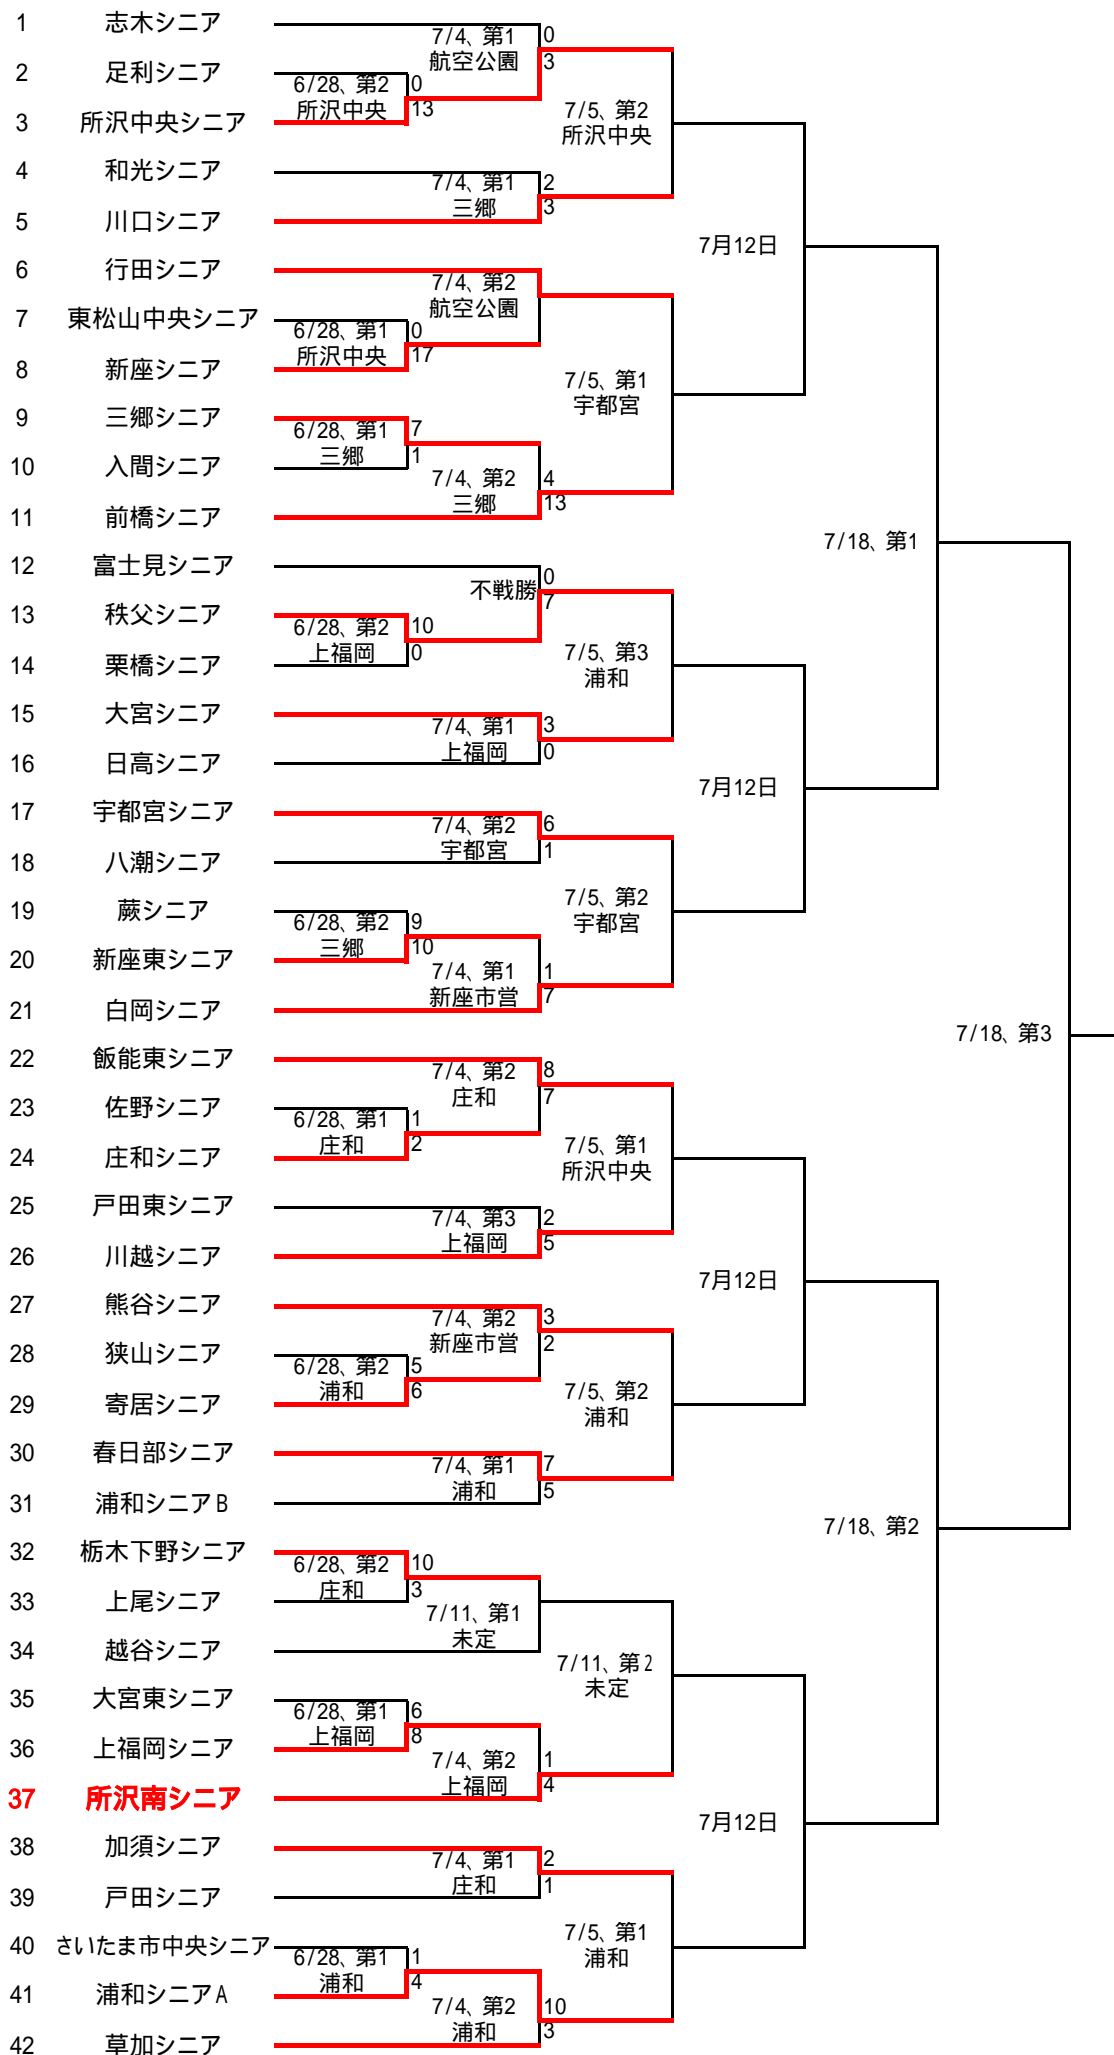 1 志木シニア
7/4、第1 0
航空公園 3
2 足利シニア
6/28、第2 0
所沢中央 13
3 所沢中央シニア
7/5、第2
所沢中央
4 和光シニア
7/4、第1 2
三郷 3
5 川口シニア
7月12日
6 行田シニア
7/4、第2
航空公園
7 東松山中央シニア
6/28、第1 0
所沢中央 17
8 新座シニア
7/5、第1
宇都宮
9 三郷シニア
6/28、第1 7
三郷 1
10 入間シニア
7/4、第2 4
三郷 13
11 前橋シニア
7/18、第1
12 富士見シニア
不戦勝 0
7
13 秩父シニア
6/28、第2 10
上福岡 0
14 栗橋シニア
7/5、第3
浦和
15 大宮シニア
7/4、第1 3
上福岡 0
16 日高シニア
7月12日
17 宇都宮シニア
7/4、第2 6
宇都宮 1
18 八潮シニア
7/5、第2
宇都宮
19 蕨シニア
6/28、第2 9
三郷 10
20 新座東シニア
7/4、第1 1
新座市営 7
21 白岡シニア
7/18、第3
22 飯能東シニア
7/4、第2 8
庄和 7
23 佐野シニア
6/28、第1 1
庄和 2
24 庄和シニア
7/5、第1
所沢中央
25 戸田東シニア
7/4、第3 2
上福岡 5
26 川越シニア
7月12日
27 熊谷シニア
7/4、第2 3
新座市営 2
28 狭山シニア
6/28、第2 5
浦和 6
29 寄居シニア
7/5、第2
浦和
30 春日部シニア
7/4、第1 7
浦和 5
31 浦和シニアB
7/18、第2
32 栃木下野シニア
6/28、第2 10
庄和 3
33 上尾シニア
7/11、第1
未定
34 越谷シニア
7/11、第2
未定
35 大宮東シニア
6/28、第1 6
上福岡 8
36 上福岡シニア
7/4、第2 1
上福岡 4
37 所沢南シニア
7月12日
38 加須シニア
7/4、第1 2
庄和 1
39 戸田シニア
7/5、第1
浦和
40 さいたま市中央シニア
6/28、第1 1
浦和 4
41 浦和シニアA
7/4、第2 10
浦和 3
42 草加シニア